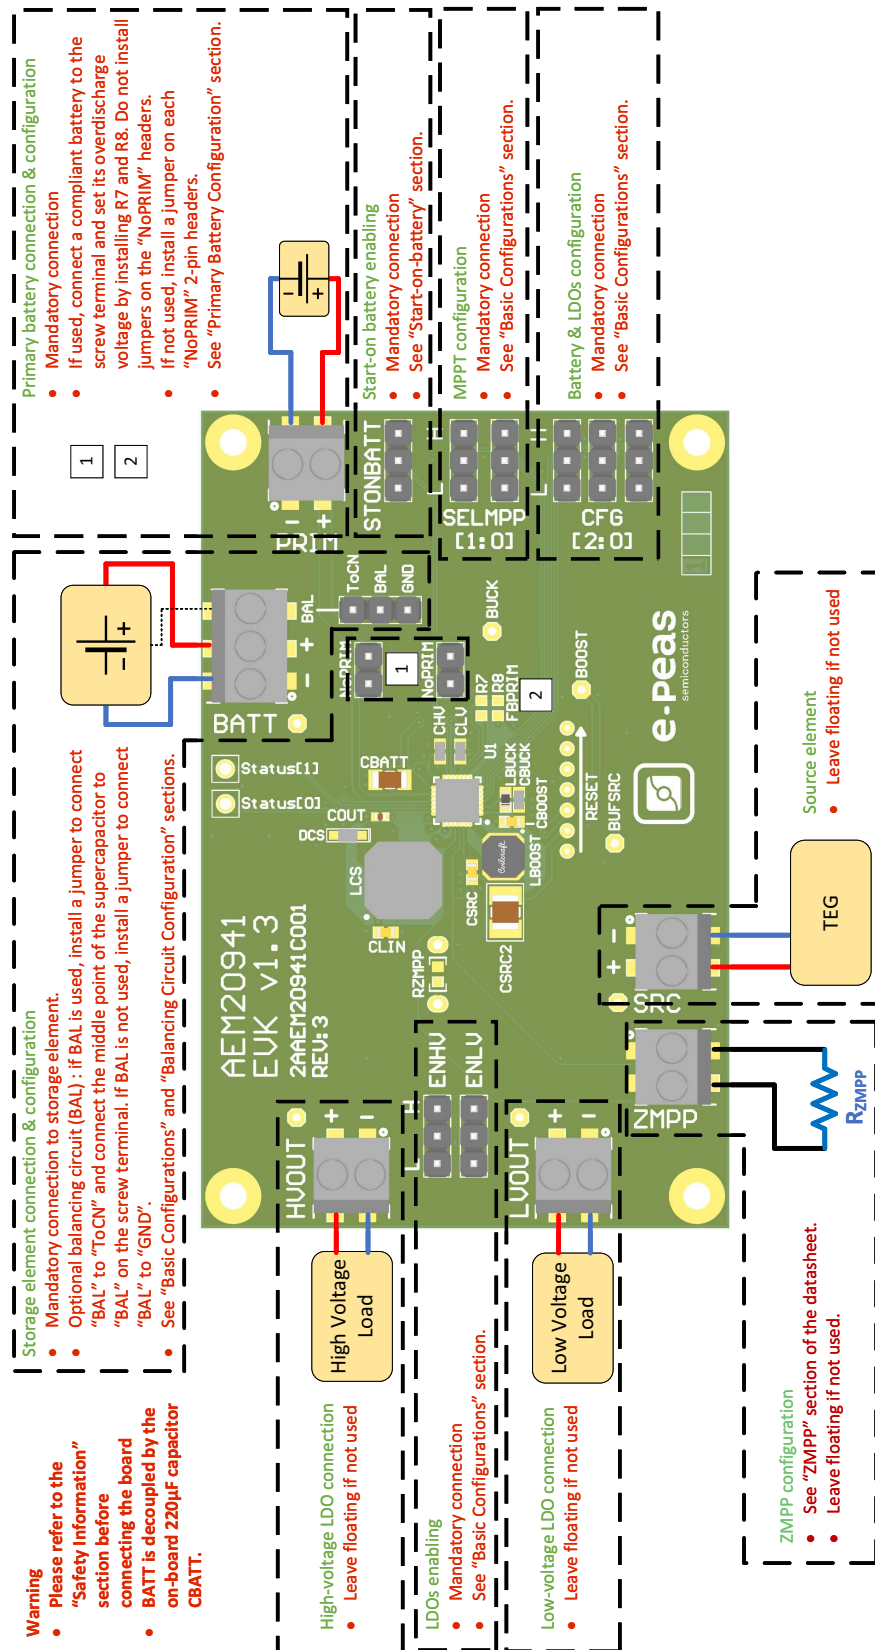 Warning
• Please refer to the
“Safety Information”
section before
connecting the board
• BATT is decoupled by the
on-board 220µF capacitor
CBATT.
Storage element connection & configuration
• Mandatory connection to storage element.
• Optional balancing circuit (BAL) : if BAL is used, install a jumper to connect
“BAL” to “ToCN” and connect the middle point of the supercapacitor to
“BAL” on the screw terminal. If BAL is not used, install a jumper to connect
“BAL” to “GND”.
• See “Basic Configurations” and “Balancing Circuit Configuration” sections.
Primary battery connection & configuration
• Mandatory connection
• If used, connect a compliant battery to the
screw terminal and set its overdischarge
voltage by installing R7 and R8. Do not install
jumpers on the “NoPRIM” headers.
• If not used, install a jumper on each
“NoPRIM” 2-pin headers.
• See “Primary Battery Configuration” section.
1
2
Start-on battery enabling
• Mandatory connection
• See “Start-on-battery” section.
MPPT configuration
• Mandatory connection
• See “Basic Configurations” section.
Battery & LDOs configuration
• Mandatory connection
• See “Basic Configurations” section.
High-voltage LDO connection
• Leave floating if not used
High Voltage
Load
LDOs enabling
• Mandatory connection
• See “Basic Configurations” section.
Low-voltage LDO connection
• Leave floating if not used
Low Voltage
Load
ZMPP configuration
• See “ZMPP” section of the datasheet.
• Leave floating if not used.
RZMPP
Source element
• Leave floating if not used
TEG
AEM20941
EVK v1.3
2AAEM20941C001
REV:3
HVOUT
+
-
L
H
ENHV
ENLV
LVOUT
+
-
ZMPP
SRC
+
-
BATT
-
+
BAL
ToCN
BAL
GND
Status[1]
Status[0]
PRIM
-
+
STONBATT
L
H
SELMPP
[1:0]
L
H
CFG
[2:0]
1
NoPRIM
1
NoPRIM
R7
R8
FBPRIM
2
BUCK
BOOST
CHV
CLV
U1
CBATT
COUT
DCS
LCS
CLIN
RZMPP
CSRC
CSRC2
Coilcraft
LBOOST
CBOOST
LBUCK
CBUCK
RESET
BUFSRC
e-peas
semiconductors